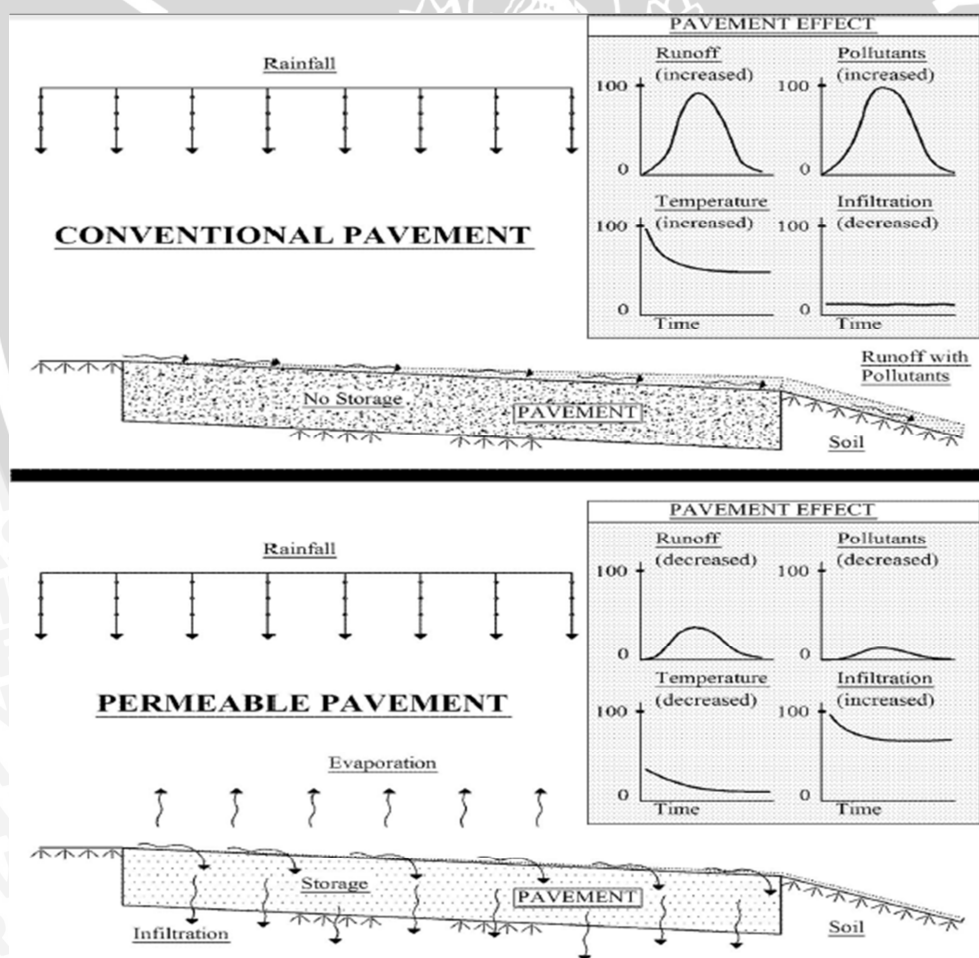 PAVEMENT EFFECT
Rainfall
CONVENTIONAL PAVEMENT
Runoff
(increased)
100
0
Pollutants
(increased)
100
0
Temperature
(increased)
100
0
Time
Infiltration
(decreased)
100
0
Time
Runoff with
Pollutants
No Storage
PAVEMENT
Soil
PAVEMENT EFFECT
Rainfall
PERMEABLE PAVEMENT
Runoff
(decreased)
100
0
Pollutants
(decreased)
100
0
Temperature
(decreased)
100
0
Time
Infiltration
(increased)
100
0
Time
Evaporation
Storage
PAVEMENT
Infiltration
Soil